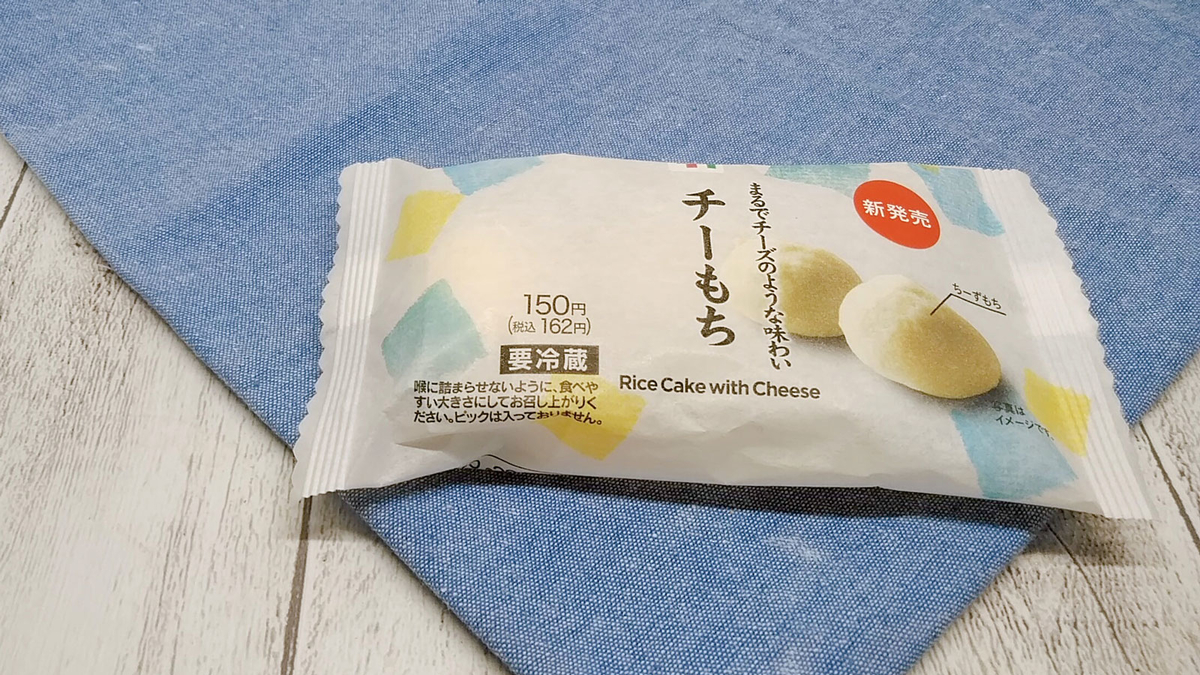 新発売
まるでチーズのような味わい
チーもち
ちーずもち
150円
(税込 162円)
要冷蔵
喉に詰まらせないように、食べや
すい大きさにしてお召し上がりく
ださい。ピックは入っておりません。
Rice Cake with Cheese
写真は
イメージです。